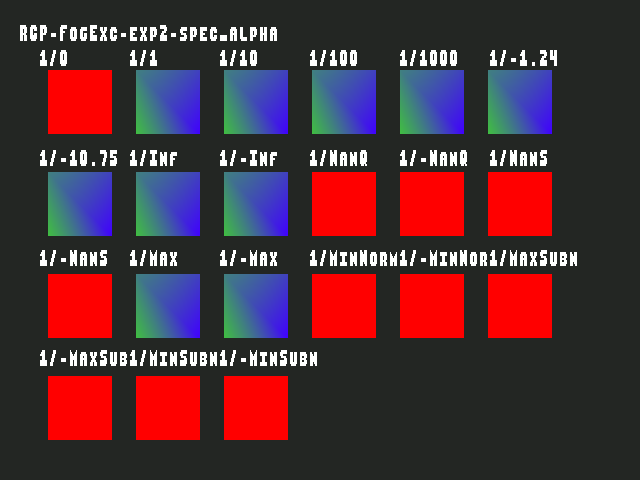 RCP-FogExc-exp2-spec_alpha
1/0 1/1 1/10 1/100 1/1000 1/-1.24
1/-10.75 1/Inf 1/-Inf 1/NanQ 1/-NanQ 1/NanS
1/-NanS 1/Max 1/-Max 1/MinNorm1/-MinNor1/MaxSubN
1/-MaxSub1/MinSubN1/-MinSubN